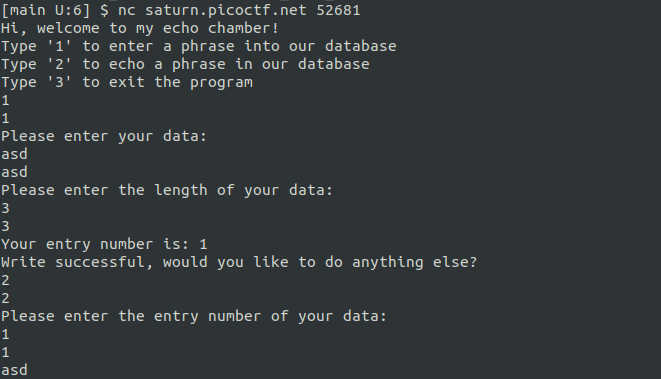 [main U:6] $ nc saturn.picoctf.net 52681
Hi, welcome to my echo chamber!
Type '1' to enter a phrase into our database
Type '2' to echo a phrase in our database
Type '3' to exit the program
1
1
Please enter your data:
asd
asd
Please enter the length of your data:
3
3
Your entry number is: 1
Write successful, would you like to do anything else?
2
2
Please enter the entry number of your data:
1
1
asd